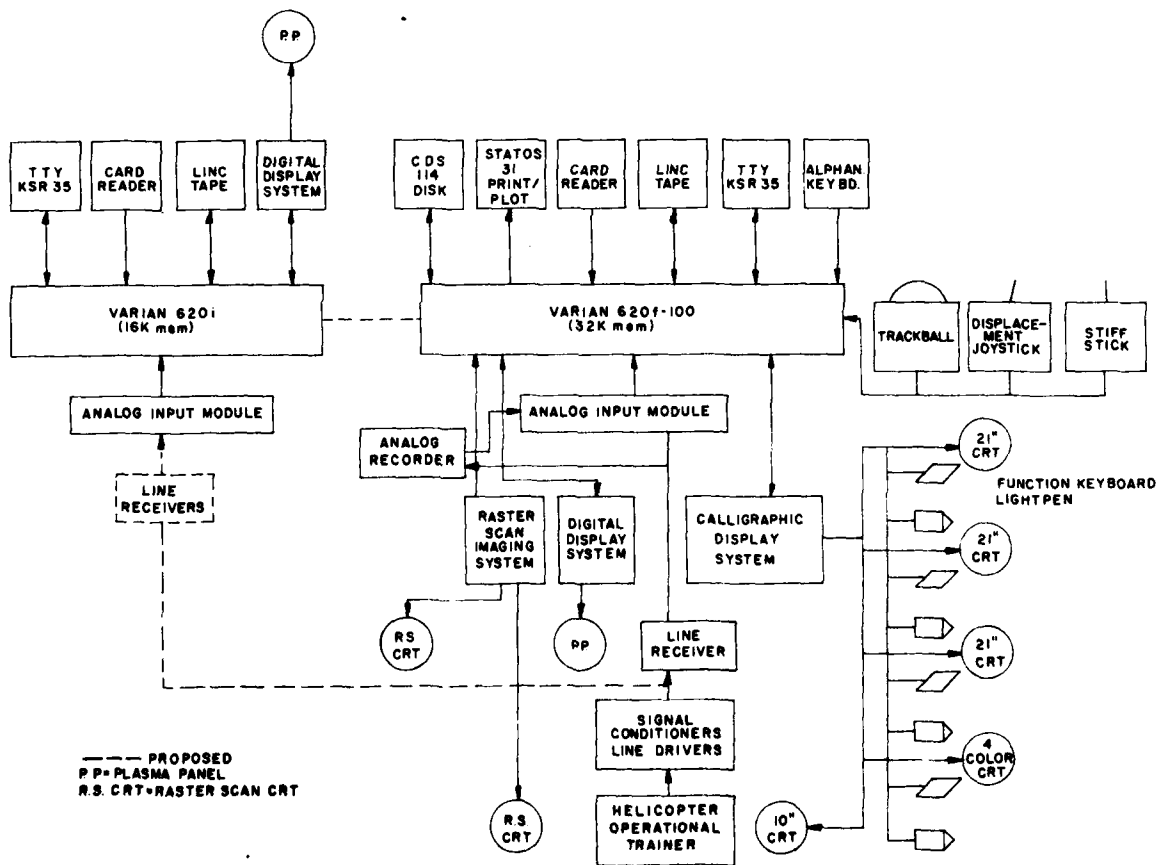 P.P.
TTY
KSR 35
CARD
READER
LINC
TAPE
DIGITAL
DISPLAY
SYSTEM
CDS
114
DISK
STATOS
31
PRINT/
PLOT
CARD
READER
LINC
TAPE
TTY
KSR 35
ALPHAN.
KEYBD.
VARIAN 620i
(16K mem)
VARIAN 620f-100
(32K mem)
TRACKBALL
DISPLACE-
MENT
JOYSTICK
STIFF
STICK
ANALOG INPUT MODULE
ANALOG INPUT MODULE
ANALOG
RECORDER
LINE
RECEIVERS
RASTER
SCAN
IMAGING
SYSTEM
DIGITAL
DISPLAY
SYSTEM
CALLIGRAPHIC
DISPLAY
SYSTEM
21"
CRT
FUNCTION KEYBOARD
LIGHTPEN
21"
CRT
RS
CRT
PP
LINE
RECEIVER
21"
CRT
SIGNAL
CONDITIONERS
LINE DRIVERS
4
COLOR
CRT
PROPOSED
P.P.=PLASMA PANEL
R.S. CRT=RASTER SCAN CRT
R.S.
CRT
HELICOPTER
OPERATIONAL
TRAINER
10"
CRT